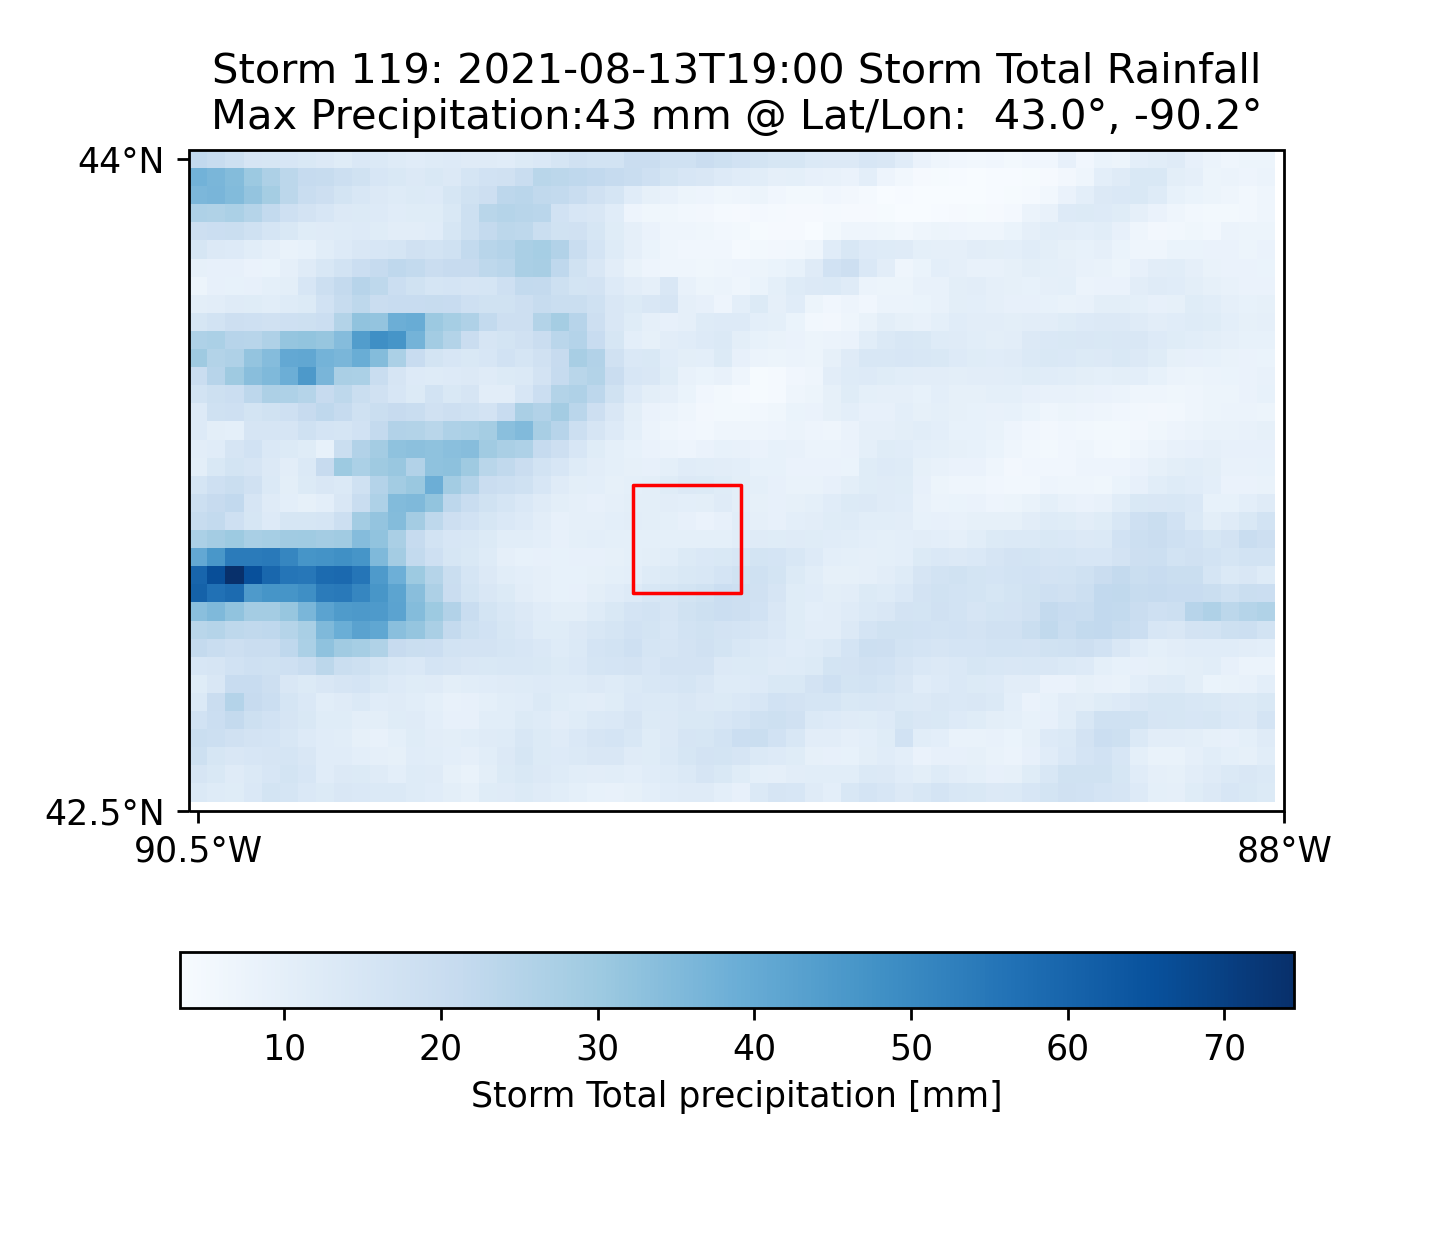 Storm 119: 2021-08-13T19:00 Storm Total Rainfall
Max Precipitation:43 mm @ Lat/Lon:  43.0°, -90.2°
44°N
42.5°N
90.5°W
88°W
10 20 30 40 50 60 70
Storm Total precipitation [mm]